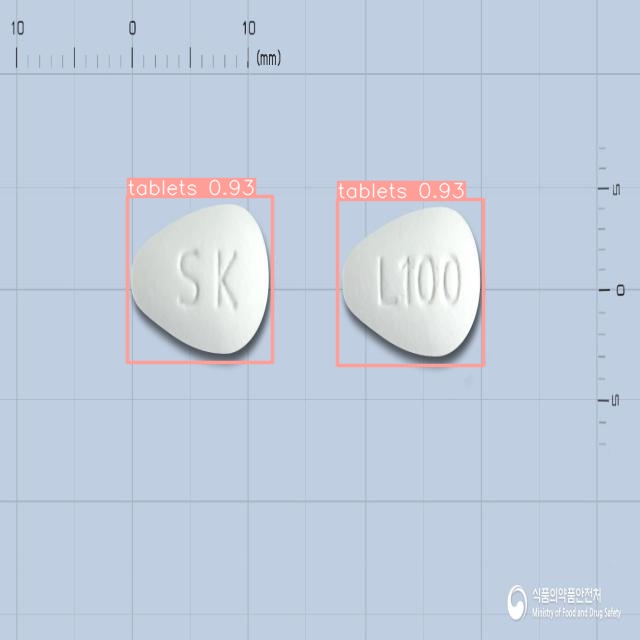 10 0 10
(mm)
tablets 0.93
tablets 0.93
SK
L100
5
0
5
식품의약품안전처
Ministry of Food and Drug Safety